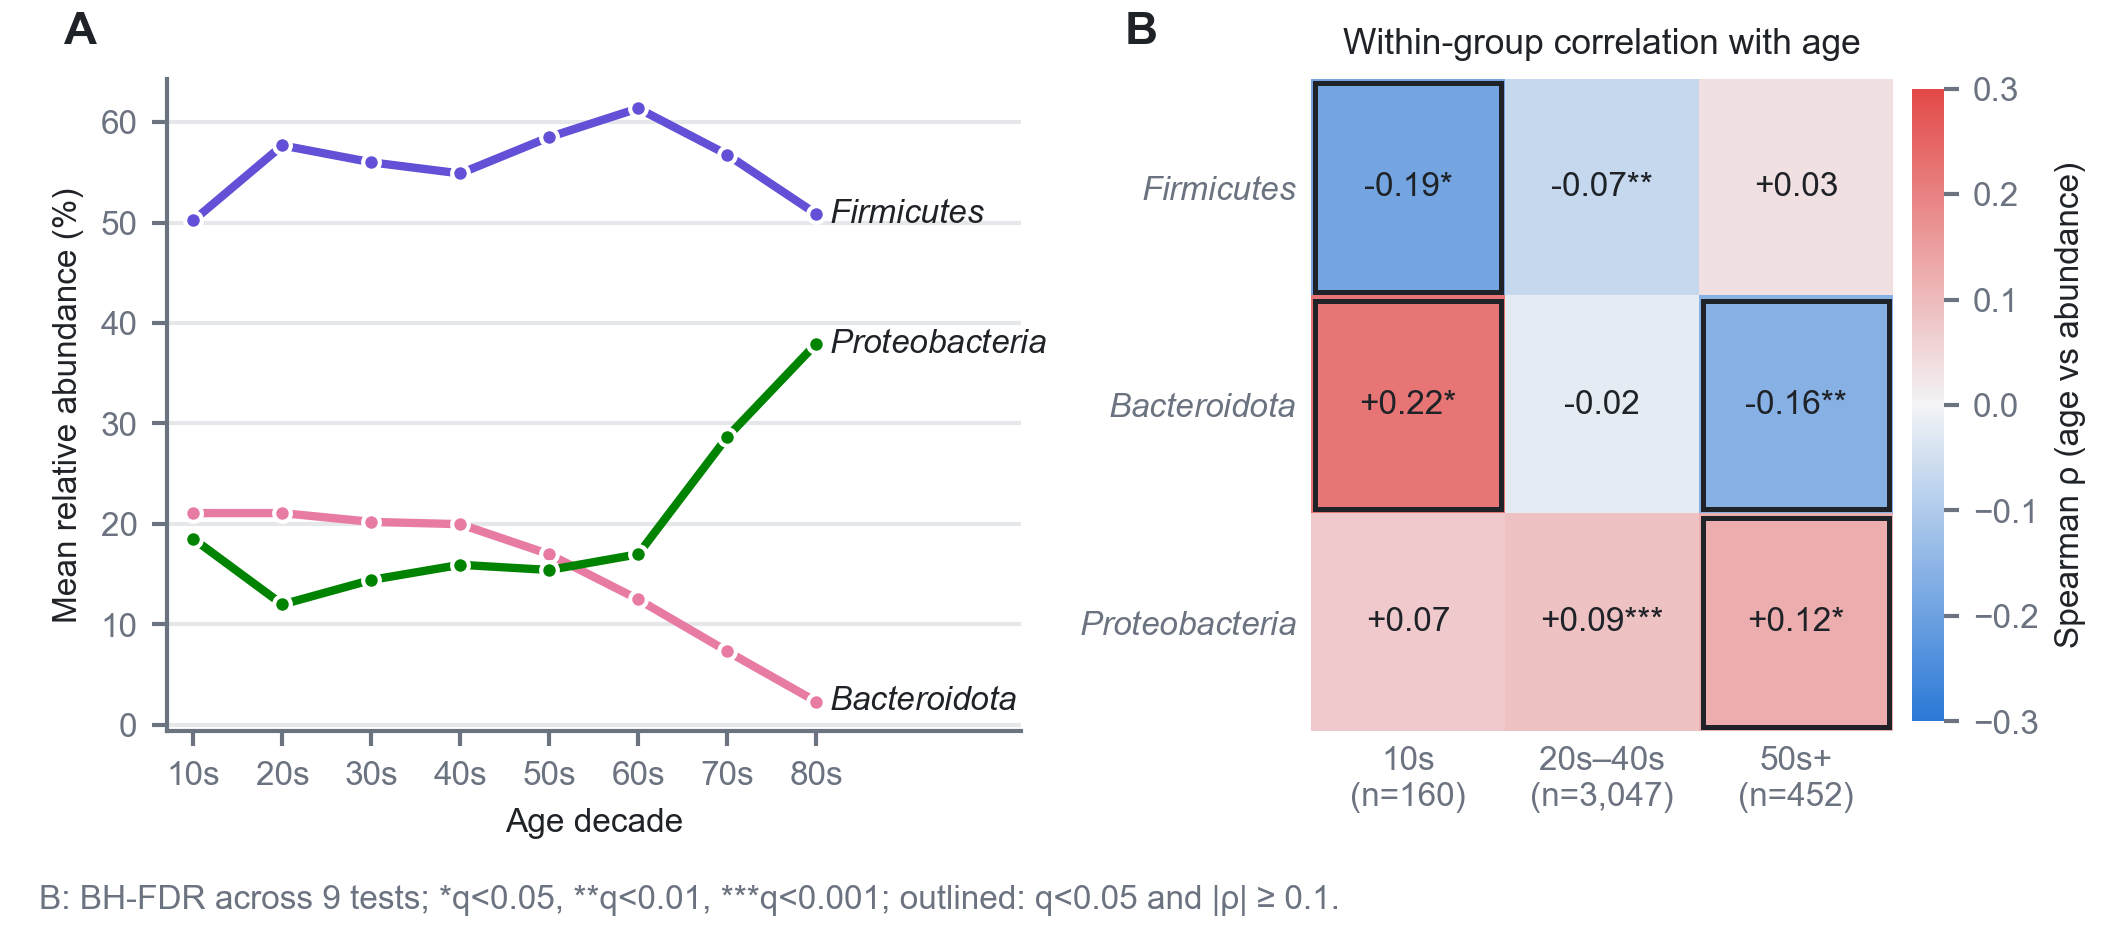 A
Mean relative abundance (%)
60
50
40
30
20
10
0
Firmicutes
Proteobacteria
Bacteroidota
10s 20s 30s 40s 50s 60s 70s 80s
Age decade
B
Within-group correlation with age
Firmicutes
-0.19* -0.07** +0.03
Bacteroidota
+0.22* -0.02 -0.16**
Proteobacteria
+0.07 +0.09*** +0.12*
10s
(n=160)
20s–40s
(n=3,047)
50s+
(n=452)
0.3
0.2
0.1
0.0
−0.1
−0.2
−0.3
Spearman ρ (age vs abundance)
B: BH-FDR across 9 tests; *q<0.05, **q<0.01, ***q<0.001; outlined: q<0.05 and |ρ| ≥ 0.1.